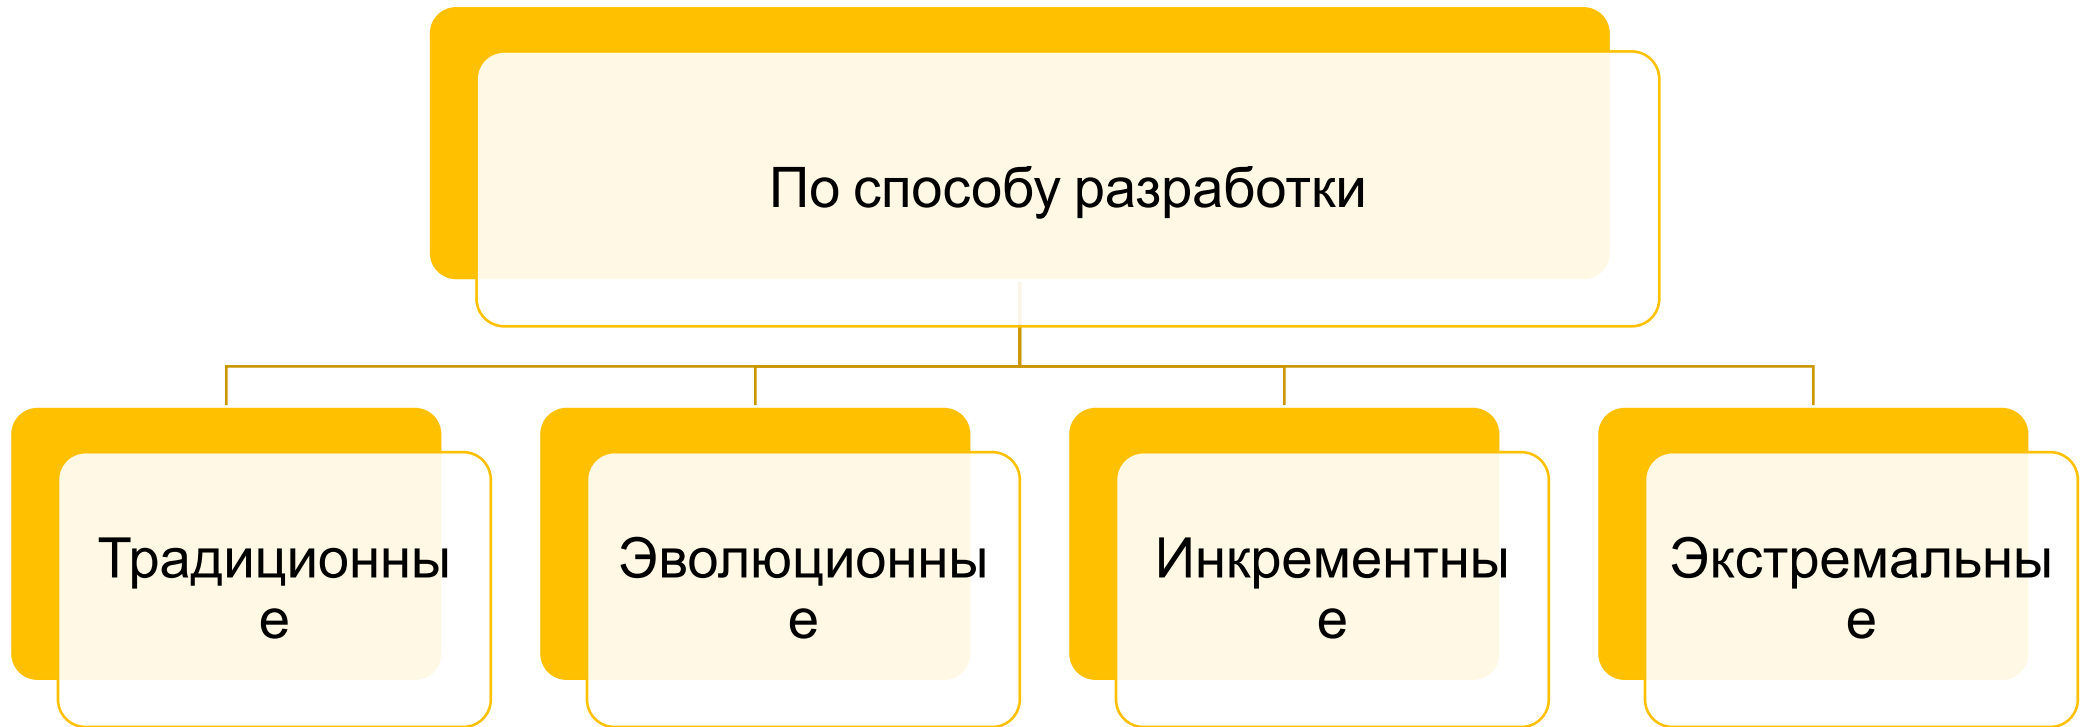 По способу разработки
Традиционны
е
Эволюционны
е
Инкрементны
е
Экстремальны
е